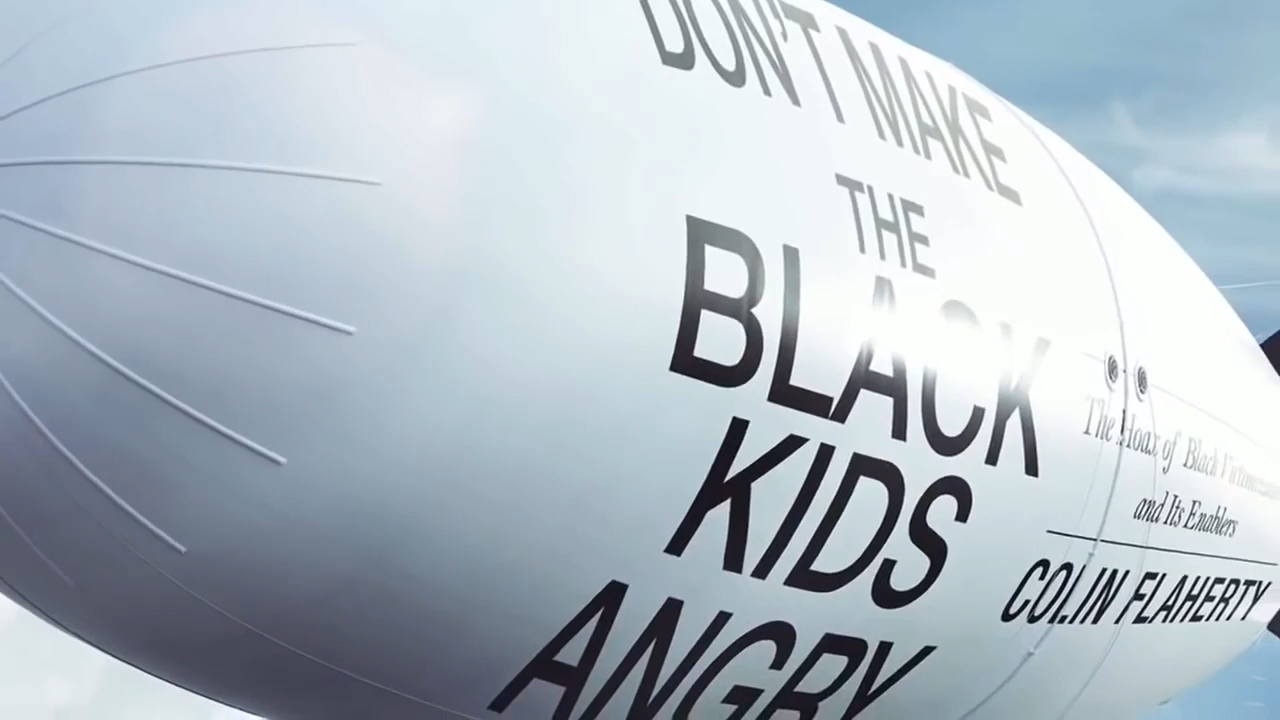 DON'T MAKE
THE
BLACK
KIDS
ANGRY
The Hoax of Black
and Its Enablers
COLIN FLAHERTY